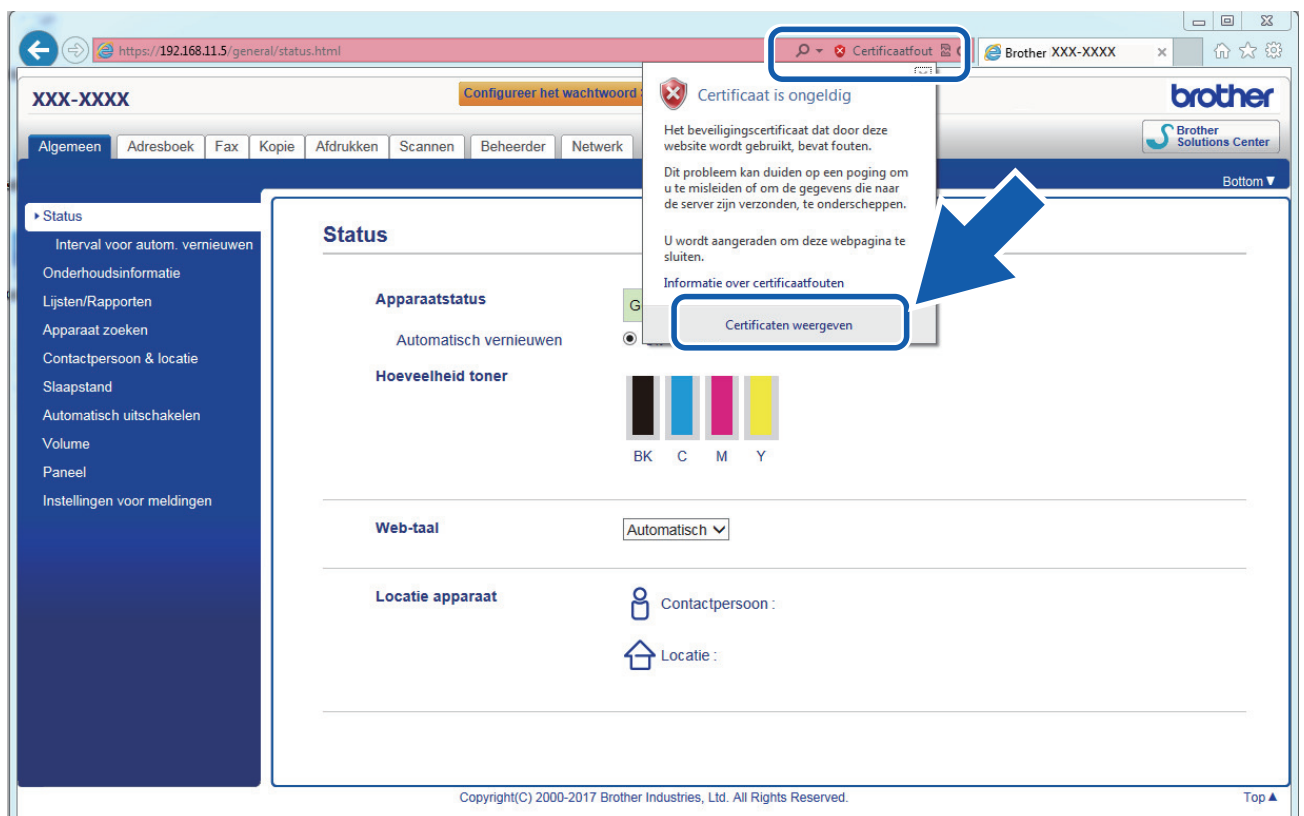 https://192.168.11.5/general/status.html
Certificaatfout
Brother XXX-XXXX
XXX-XXXX
Configureer het wachtwoord
brother
Algemeen
Adresboek
Fax
Kopie
Afdrukken
Scannen
Beheerder
Netwerk
Brother
Solutions Center
Bottom▼
Certificaat is ongeldig
Het beveiligingscertificaat dat door deze
website wordt gebruikt, bevat fouten.
Dit probleem kan duiden op een poging om
u te misleiden of om de gegevens die naar
de server zijn verzonden, te onderscheppen.
U wordt aangeraden om deze webpagina te
sluiten.
Informatie over certificaatfouten
Certificaten weergeven
Status
Interval voor autom. vernieuwen
Onderhoudsinformatie
Lijsten/Rapporten
Apparaat zoeken
Contactpersoon & locatie
Slaapstand
Automatisch uitschakelen
Volume
Paneel
Instellingen voor meldingen
Status
Apparaatstatus
Automatisch vernieuwen
Hoeveelheid toner
BK C M Y
Web-taal
Automatisch
Locatie apparaat
Contactpersoon :
Locatie :
Copyright(C) 2000-2017 Brother Industries, Ltd. All Rights Reserved.
Top▲